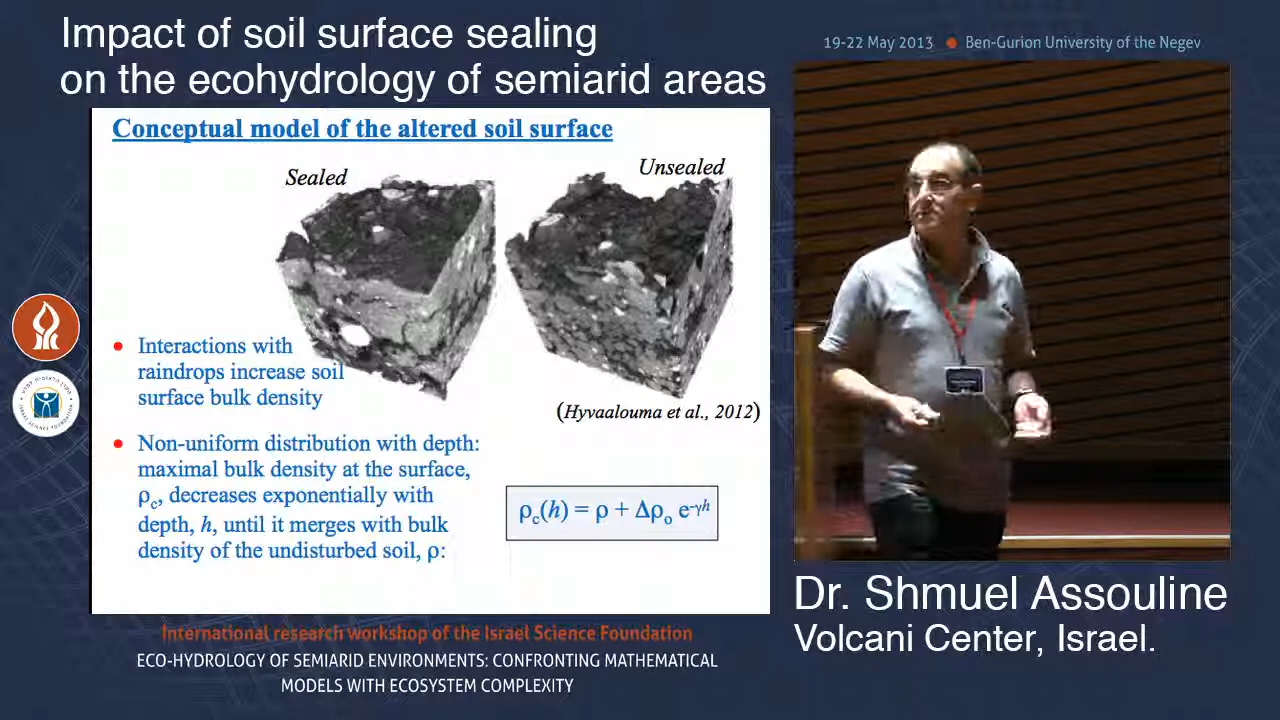 Impact of soil surface sealing
on the ecohydrology of semiarid areas
19-22 May 2013 ● Ben-Gurion University of the Negev
Conceptual model of the altered soil surface
Sealed
Unsealed
• Interactions with
raindrops increase soil
surface bulk density
(Hyvaalouma et al., 2012)
• Non-uniform distribution with depth:
maximal bulk density at the surface,
ρc, decreases exponentially with
depth, h, until it merges with bulk
density of the undisturbed soil, ρ:
ρc(h) = ρ + Δρo e-γh
Dr. Shmuel Assouline
Volcani Center, Israel.
International research workshop of the Israel Science Foundation
ECO-HYDROLOGY OF SEMIARID ENVIRONMENTS: CONFRONTING MATHEMATICAL
MODELS WITH ECOSYSTEM COMPLEXITY